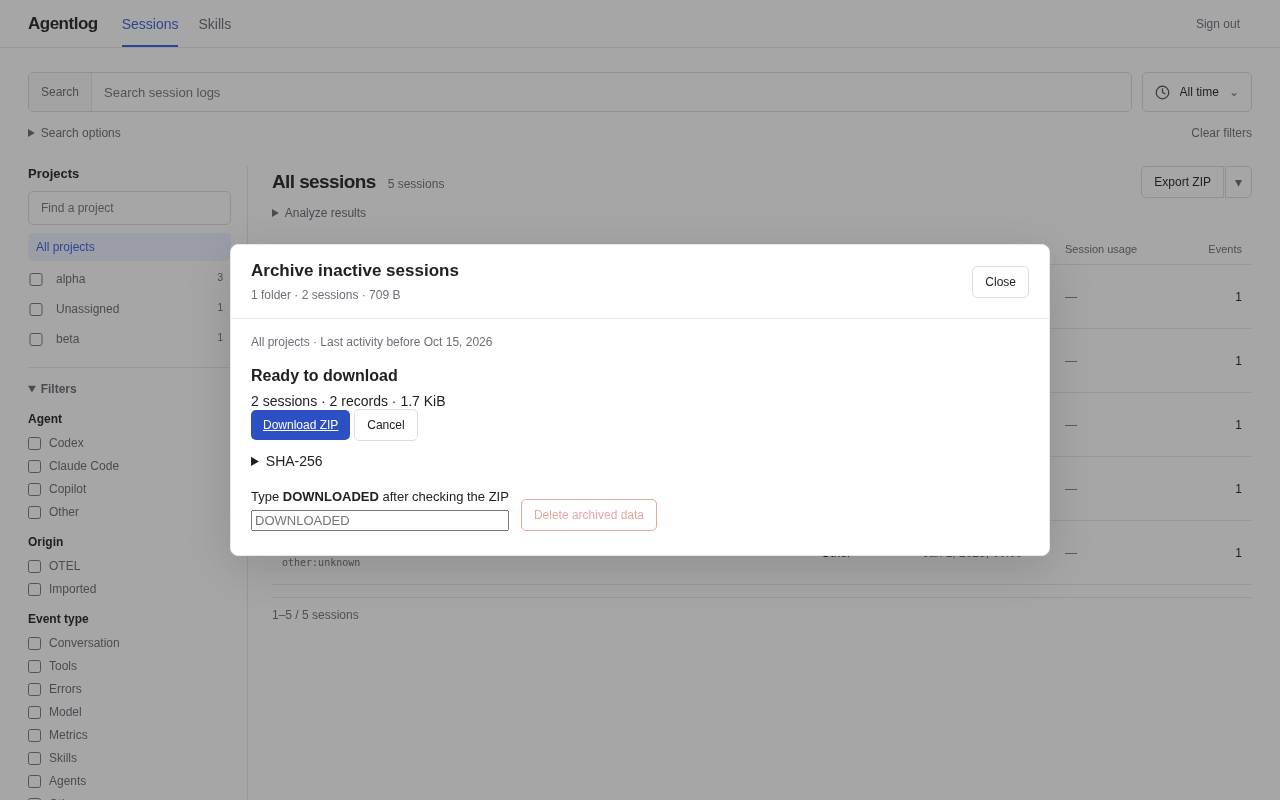 Agentlog Sessions Skills Sign out
Search Search session logs All time
Search options Clear filters
Projects
Find a project
All projects
alpha 3
Unassigned 1
beta 1
Filters
Agent
Codex
Claude Code
Copilot
Other
Origin
OTEL
Imported
Event type
Conversation
Tools
Errors
Model
Metrics
Skills
Agents
All sessions 5 sessions Export ZIP
Analyze results
Session usage Events
— 1
— 1
— 1
— 1
— 1
other:unknown
1–5 / 5 sessions
Archive inactive sessions
1 folder · 2 sessions · 709 B
Close
All projects · Last activity before Oct 15, 2026
Ready to download
2 sessions · 2 records · 1.7 KiB
Download ZIP Cancel
SHA-256
Type DOWNLOADED after checking the ZIP
DOWNLOADED
Delete archived data